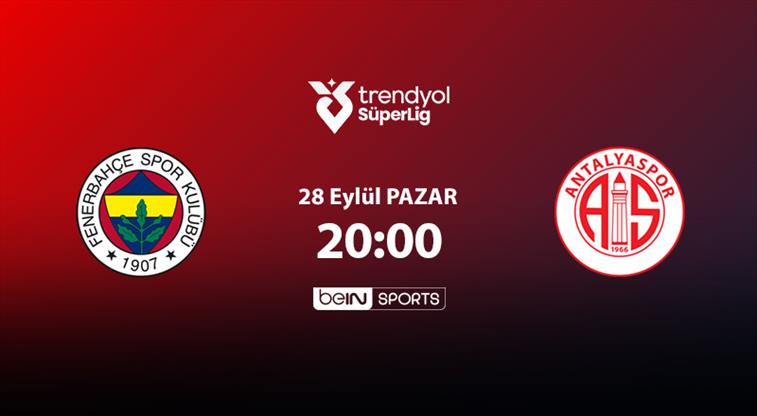 trendyol
SüperLig
FENERBAHÇE SPOR KULÜBÜ
1907
28 Eylül PAZAR
20:00
beIN SPORTS
ANTALYASPOR
AS
1966